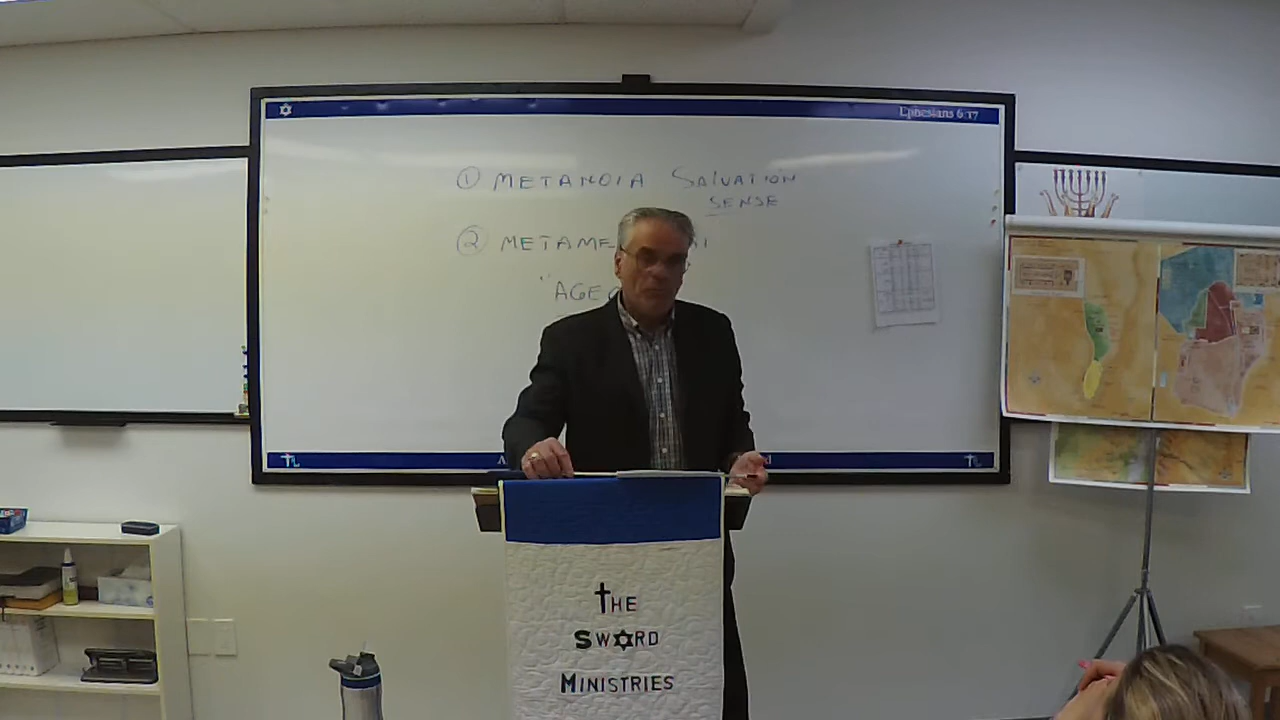 Ephesians 6:17
① METANOIA SALVATION
SENSE
② METAME
"AGE
THE
SWORD
MINISTRIES